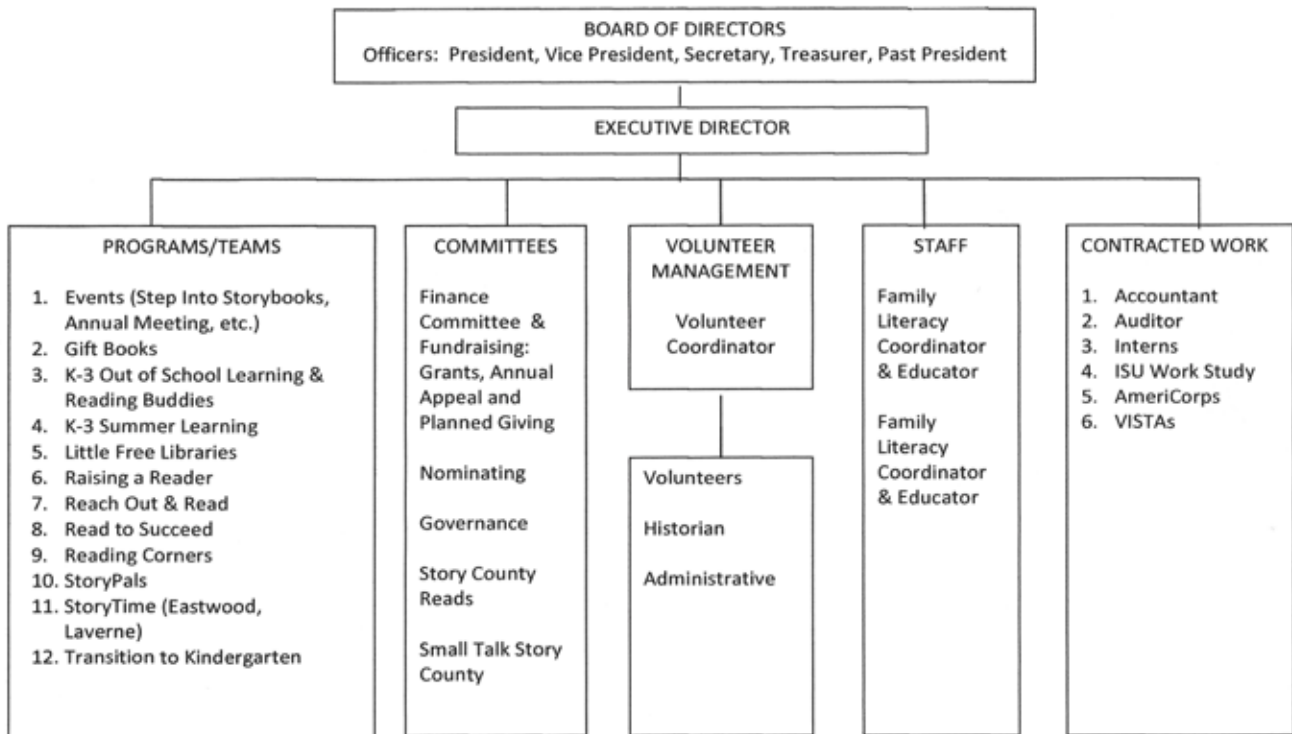 BOARD OF DIRECTORS
Officers:  President, Vice President, Secretary, Treasurer, Past President
EXECUTIVE DIRECTOR
PROGRAMS/TEAMS
1. Events (Step Into Storybooks,
Annual Meeting, etc.)
2. Gift Books
3. K-3 Out of School Learning &
Reading Buddies
4. K-3 Summer Learning
5. Little Free Libraries
6. Raising a Reader
7. Reach Out & Read
8. Read to Succeed
9. Reading Corners
10. StoryPals
11. StoryTime (Eastwood,
Laverne)
12. Transition to Kindergarten
COMMITTEES
Finance
Committee &
Fundraising:
Grants, Annual
Appeal and
Planned Giving
Nominating
Governance
Story County
Reads
Small Talk Story
County
VOLUNTEER
MANAGEMENT
Volunteer
Coordinator
Volunteers
Historian
Administrative
STAFF
Family
Literacy
Coordinator
& Educator
Family
Literacy
Coordinator
& Educator
CONTRACTED WORK
1. Accountant
2. Auditor
3. Interns
4. ISU Work Study
5. AmeriCorps
6. VISTAs